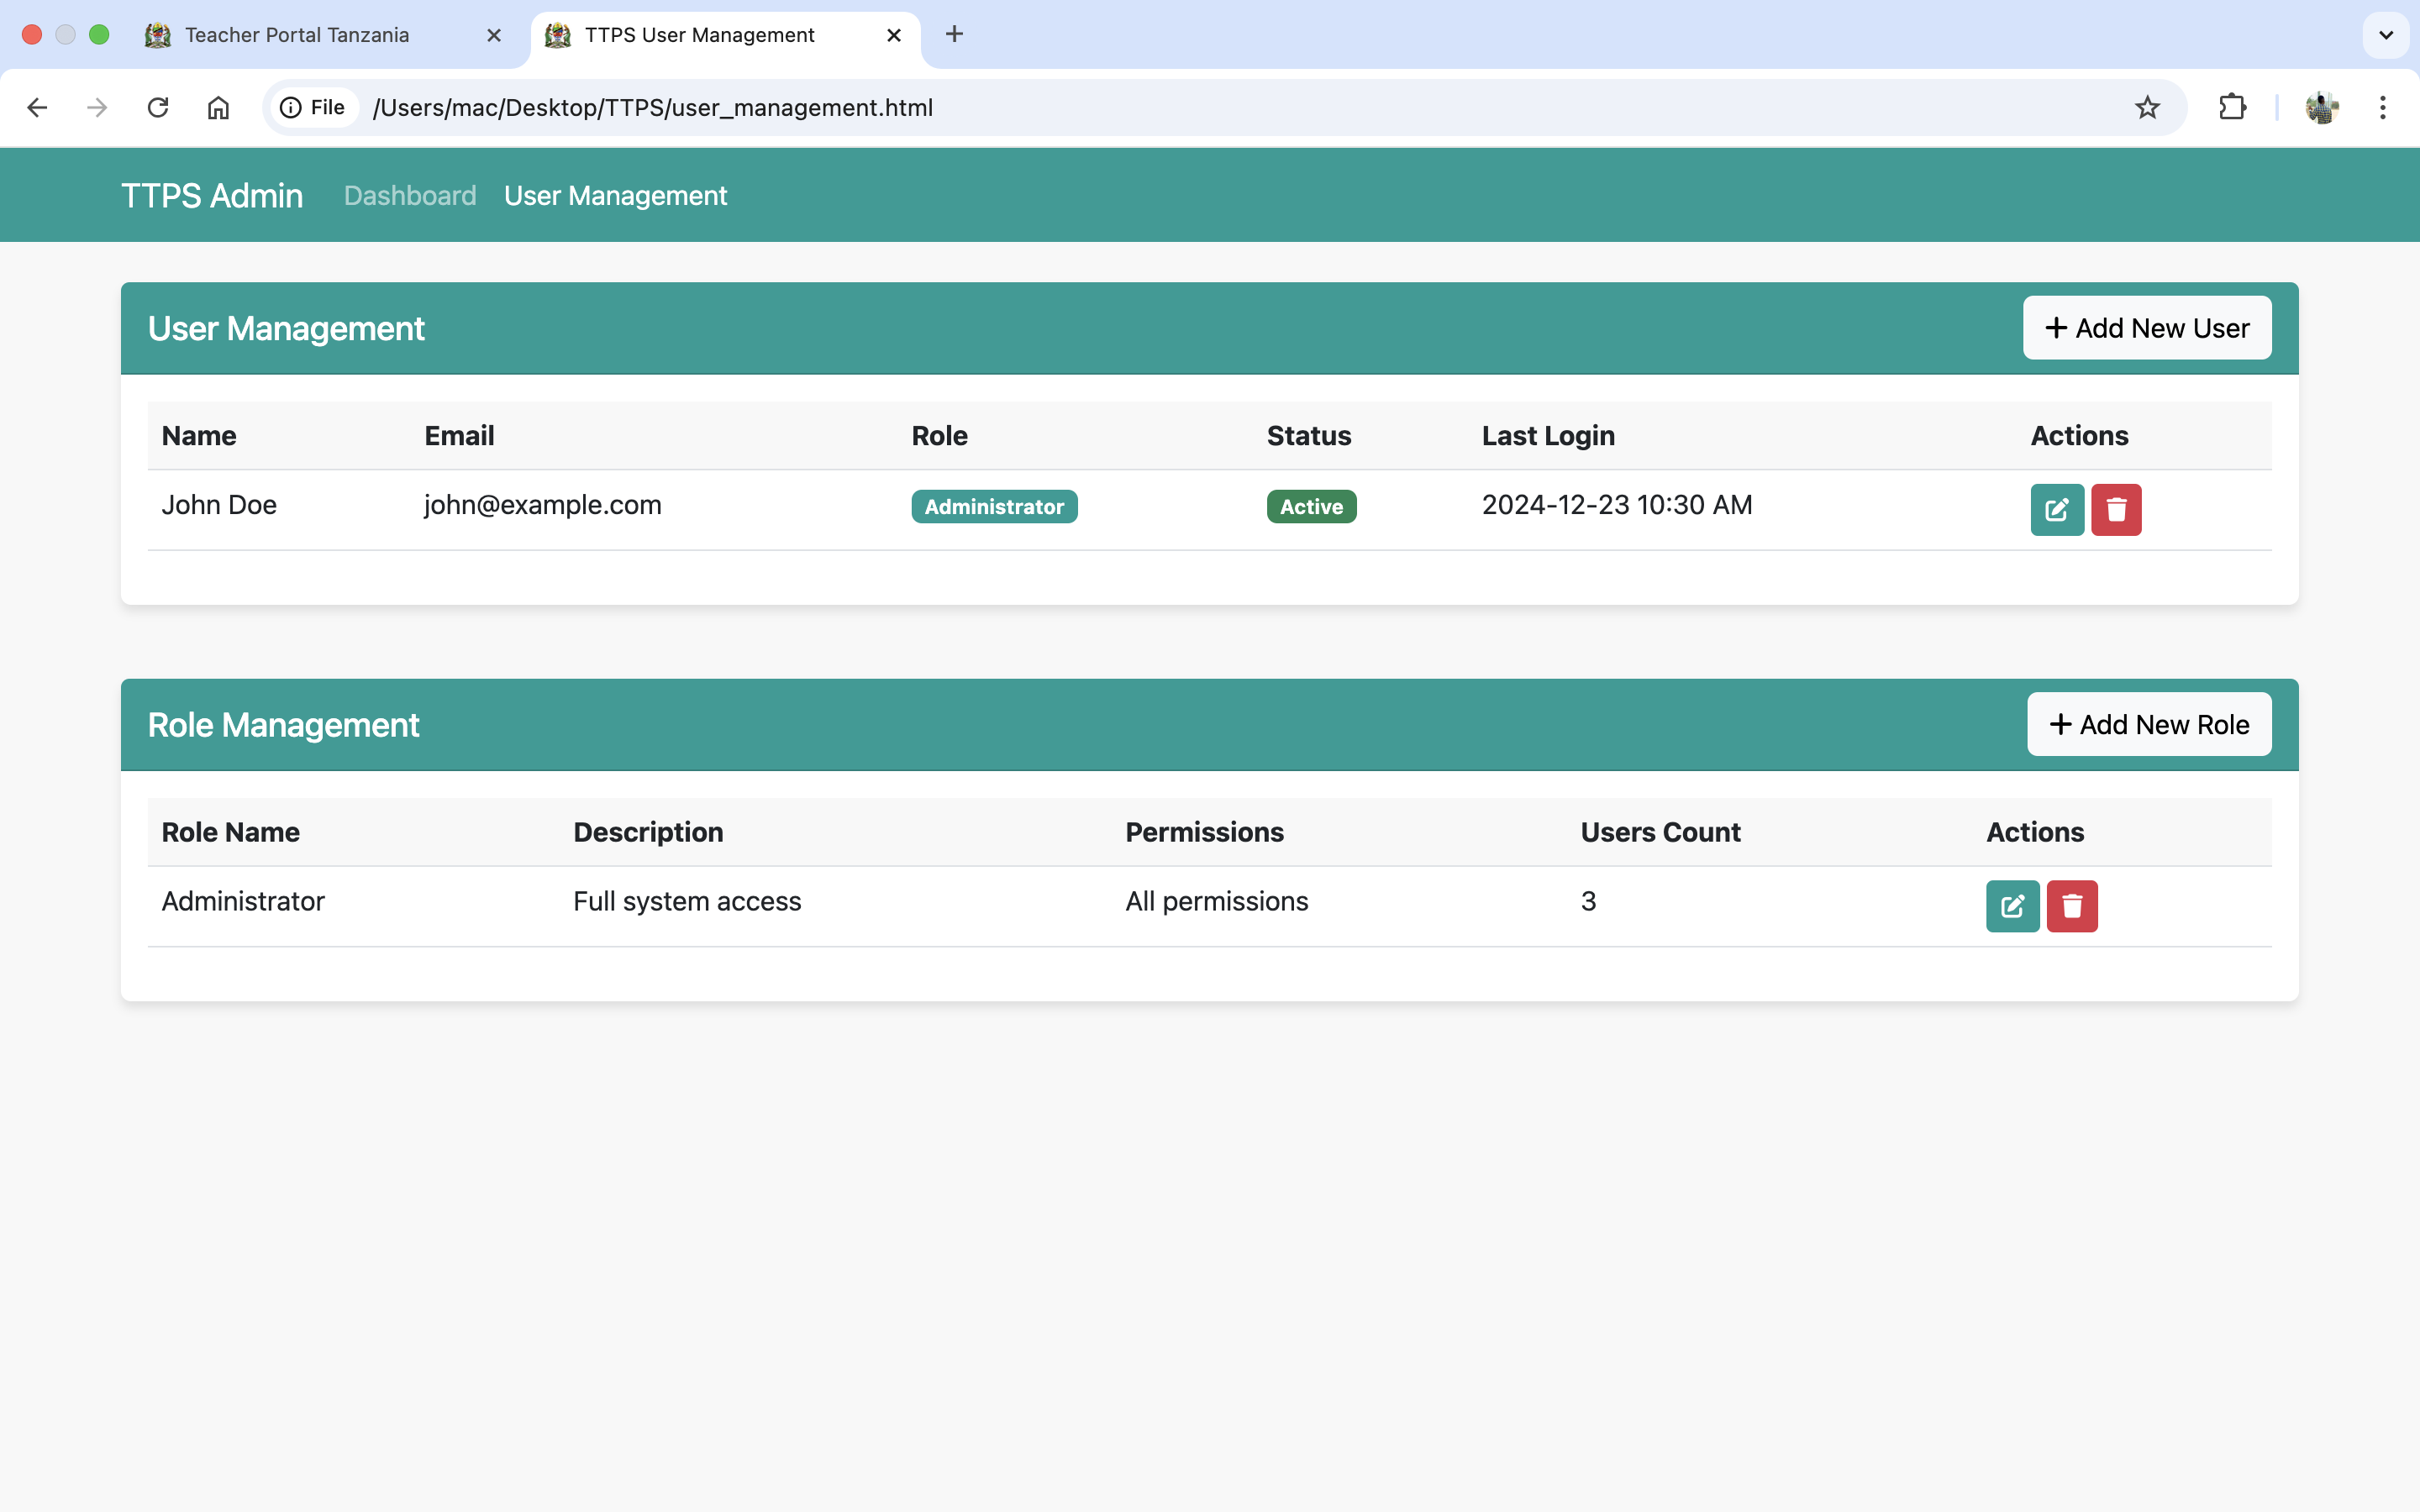 Teacher Portal Tanzania
TTPS User Management
File /Users/mac/Desktop/TTPS/user_management.html
TTPS Admin Dashboard User Management
User Management
+ Add New User
Name Email Role Status Last Login Actions
John Doe john@example.com Administrator Active 2024-12-23 10:30 AM
Role Management
+ Add New Role
Role Name Description Permissions Users Count Actions
Administrator Full system access All permissions 3